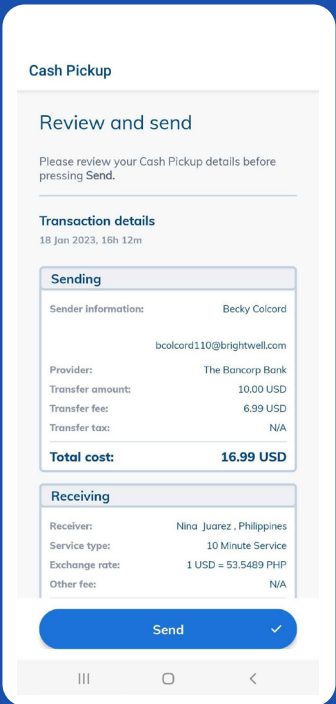 Cash Pickup
Review and send
Please review your Cash Pickup details before
pressing Send.
Transaction details
18 Jan 2023, 16h 12m
Sending
Sender information: Becky Colcord
bcolcord110@brightwell.com
Provider: The Bancorp Bank
Transfer amount: 10.00 USD
Transfer fee: 6.99 USD
Transfer tax: N/A
Total cost: 16.99 USD
Receiving
Receiver: Nina Juarez , Philippines
Service type: 10 Minute Service
Exchange rate: 1 USD = 53.5489 PHP
Other fee: N/A
Send